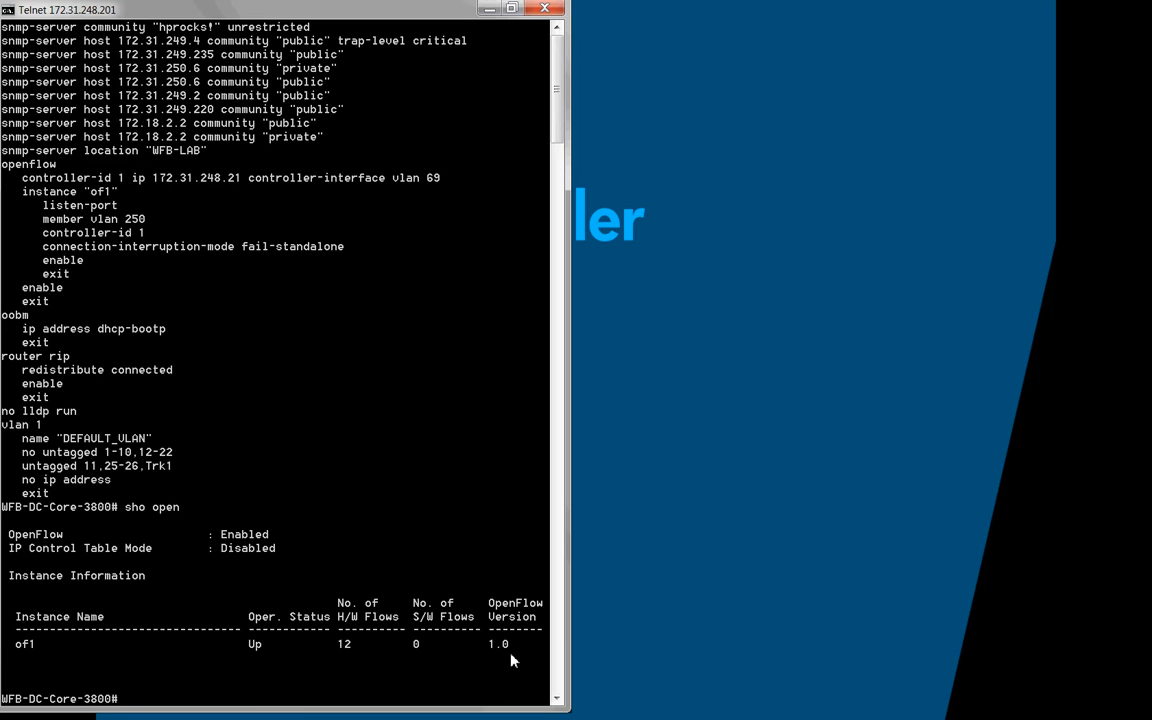 Telnet 172.31.248.201
snmp-server community "hprocks!" unrestricted
snmp-server host 172.31.249.4 community "public" trap-level critical
snmp-server host 172.31.249.235 community "public"
snmp-server host 172.31.250.6 community "private"
snmp-server host 172.31.250.6 community "public"
snmp-server host 172.31.249.2 community "public"
snmp-server host 172.31.249.220 community "public"
snmp-server host 172.18.2.2 community "public"
snmp-server host 172.18.2.2 community "private"
snmp-server location "WFB-LAB"
openflow
controller-id 1 ip 172.31.248.21 controller-interface vlan 69
instance "of1"
listen-port
member vlan 250
controller-id 1
connection-interruption-mode fail-standalone
enable
exit
enable
exit
oobm
ip address dhcp-bootp
exit
router rip
redistribute connected
enable
exit
no lldp run
vlan 1
name "DEFAULT_VLAN"
no untagged 1-10,12-22
untagged 11,25-26,Trk1
no ip address
exit
WFB-DC-Core-3800# sho open
OpenFlow : Enabled
IP Control Table Mode : Disabled
Instance Information
No. of No. of OpenFlow
Instance Name Oper. Status H/W Flows S/W Flows Version
of1 Up 12 0 1.0
WFB-DC-Core-3800#
ler